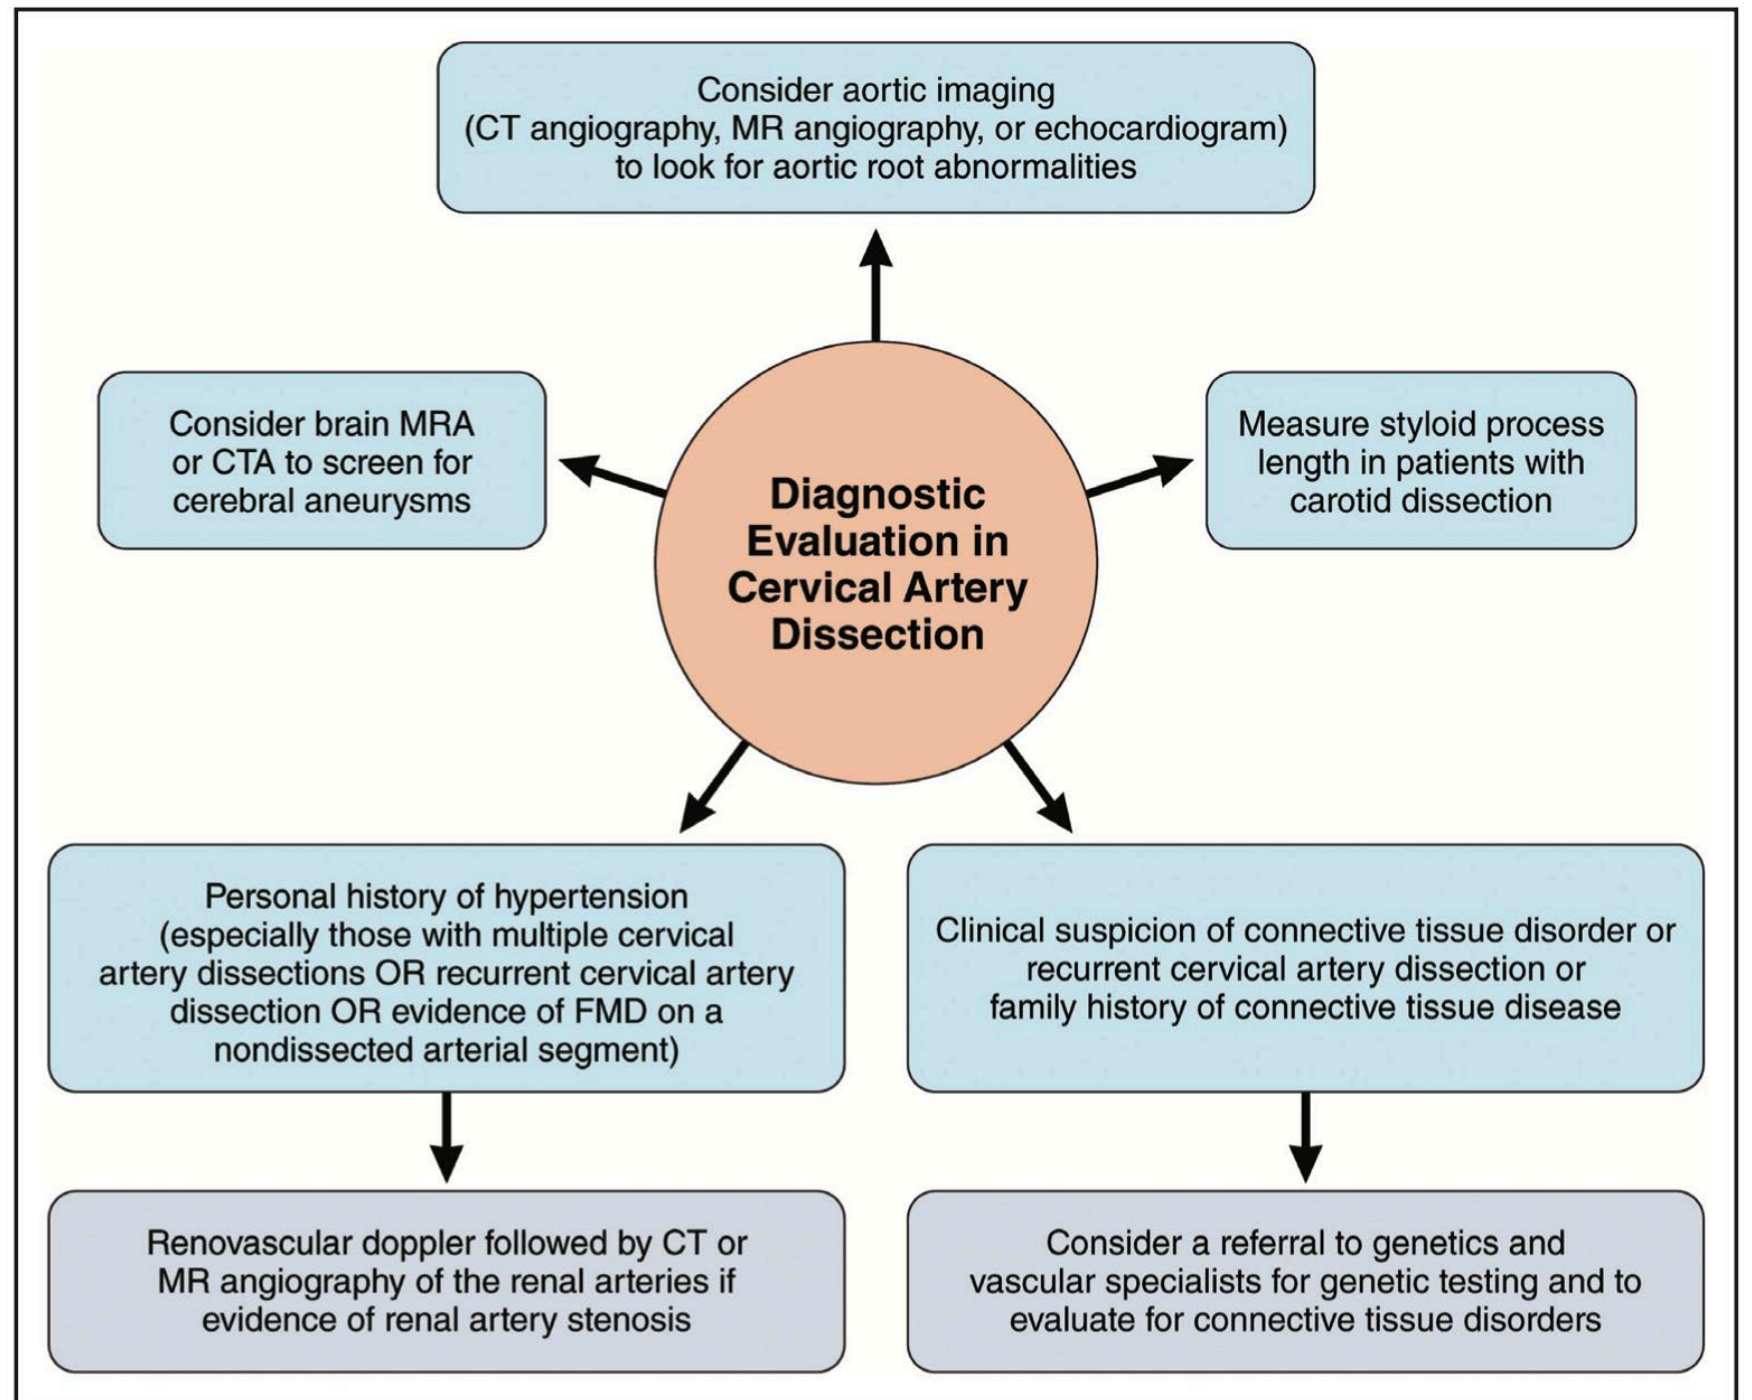 Consider aortic imaging
(CT angiography, MR angiography, or echocardiogram)
to look for aortic root abnormalities
Consider brain MRA
or CTA to screen for
cerebral aneurysms
Measure styloid process
length in patients with
carotid dissection
Diagnostic
Evaluation in
Cervical Artery
Dissection
Personal history of hypertension
(especially those with multiple cervical
artery dissections OR recurrent cervical artery
dissection OR evidence of FMD on a
nondissected arterial segment)
Clinical suspicion of connective tissue disorder or
recurrent cervical artery dissection or
family history of connective tissue disease
Renovascular doppler followed by CT or
MR angiography of the renal arteries if
evidence of renal artery stenosis
Consider a referral to genetics and
vascular specialists for genetic testing and to
evaluate for connective tissue disorders